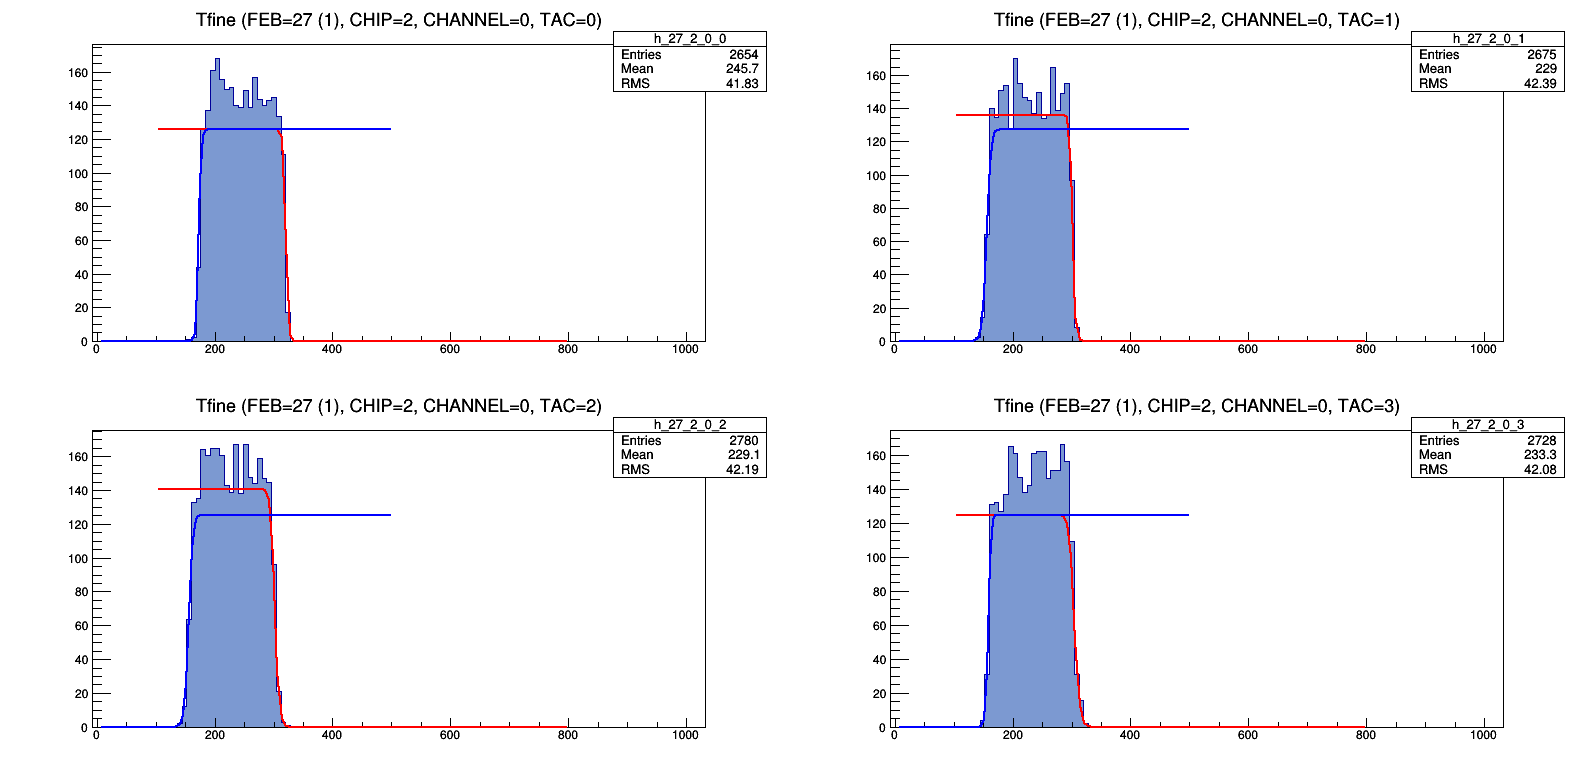 Tfine (FEB=27 (1), CHIP=2, CHANNEL=0, TAC=0)
h_27_2_0_0
Entries 2654
Mean 245.7
RMS 41.83
160
140
120
100
80
60
40
20
0
0 200 400 600 800 1000
Tfine (FEB=27 (1), CHIP=2, CHANNEL=0, TAC=1)
h_27_2_0_1
Entries 2675
Mean 229
RMS 42.39
160
140
120
100
80
60
40
20
0
0 200 400 600 800 1000
Tfine (FEB=27 (1), CHIP=2, CHANNEL=0, TAC=2)
h_27_2_0_2
Entries 2780
Mean 229.1
RMS 42.19
160
140
120
100
80
60
40
20
0
0 200 400 600 800 1000
Tfine (FEB=27 (1), CHIP=2, CHANNEL=0, TAC=3)
h_27_2_0_3
Entries 2728
Mean 233.3
RMS 42.08
160
140
120
100
80
60
40
20
0
0 200 400 600 800 1000